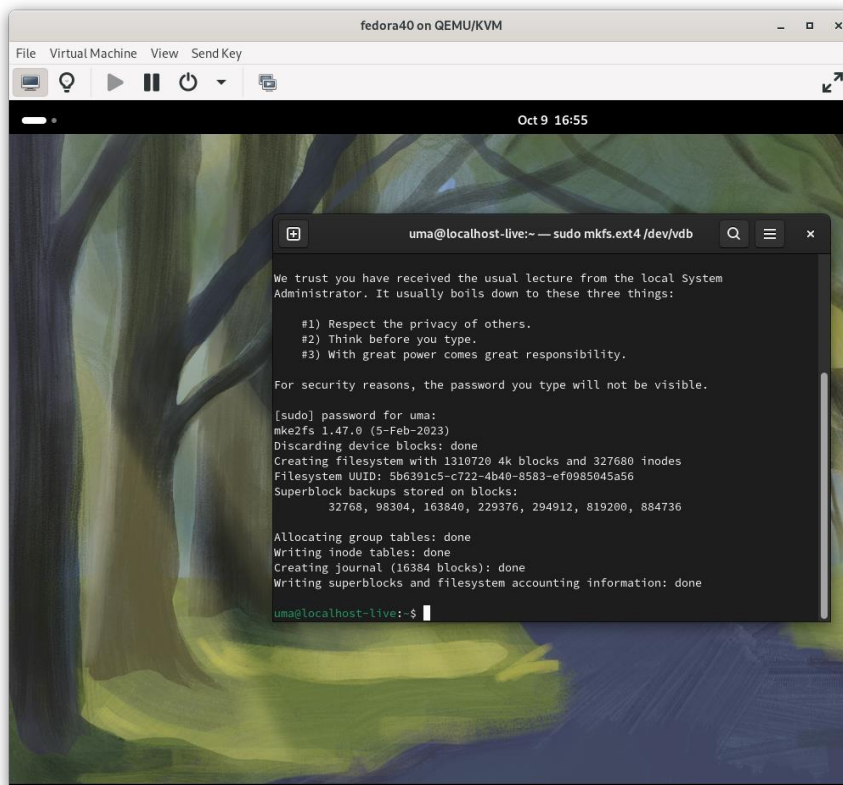 fedora40 on QEMU/KVM
File Virtual Machine View Send Key
Oct 9 16:55
uma@localhost-live:~ — sudo mkfs.ext4 /dev/vdb
We trust you have received the usual lecture from the local System
Administrator. It usually boils down to these three things:
#1) Respect the privacy of others.
#2) Think before you type.
#3) With great power comes great responsibility.
For security reasons, the password you type will not be visible.
[sudo] password for uma:
mke2fs 1.47.0 (5-Feb-2023)
Discarding device blocks: done
Creating filesystem with 1310720 4k blocks and 327680 inodes
Filesystem UUID: 5b6391c5-c722-4b40-8583-ef0985045a56
Superblock backups stored on blocks:
32768, 98304, 163840, 229376, 294912, 819200, 884736
Allocating group tables: done
Writing inode tables: done
Creating journal (16384 blocks): done
Writing superblocks and filesystem accounting information: done
uma@localhost-live:~$